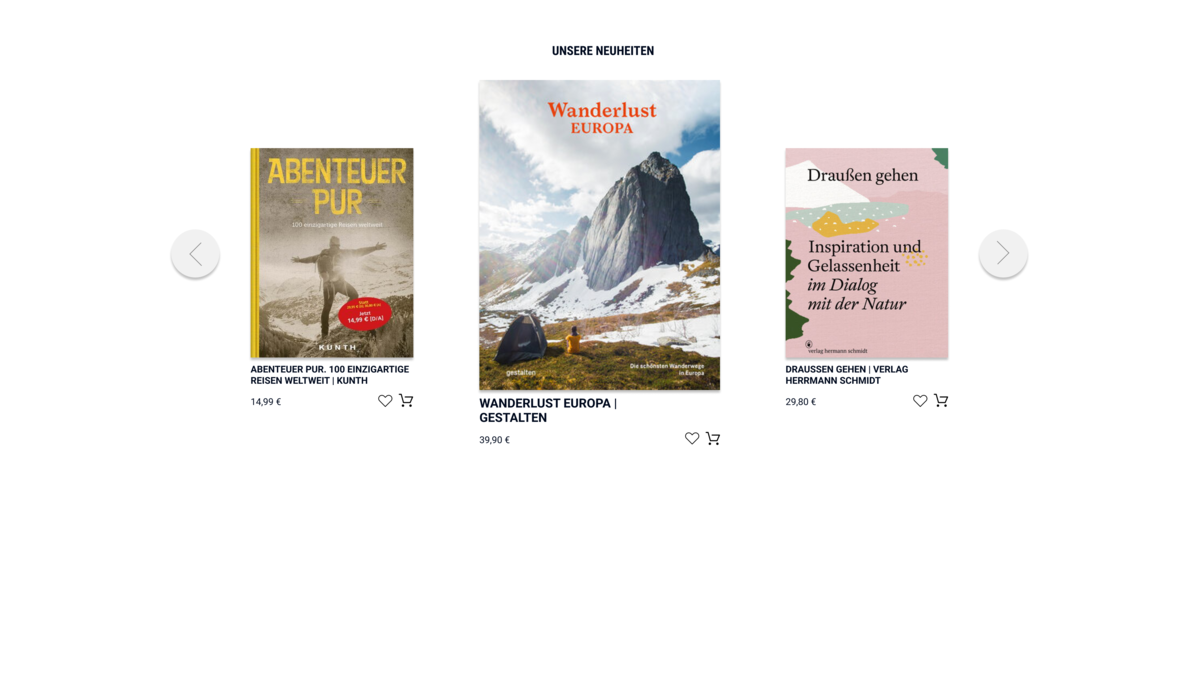 UNSERE NEUHEITEN
ABENTEUER
PUR
100 einzigartige Reisen weltweit
Jetzt
14,99 € [D/A]
KUNTH
ABENTEUER PUR. 100 EINZIGARTIGE
REISEN WELTWEIT | KUNTH
14,99 €
Wanderlust
EUROPA
gestalten
Die schönsten Wanderwege
in Europa
WANDERLUST EUROPA |
GESTALTEN
39,90 €
Draußen gehen
Inspiration und
Gelassenheit
im Dialog
mit der Natur
verlag hermann schmidt
DRAUSSEN GEHEN | VERLAG
HERRMANN SCHMIDT
29,80 €